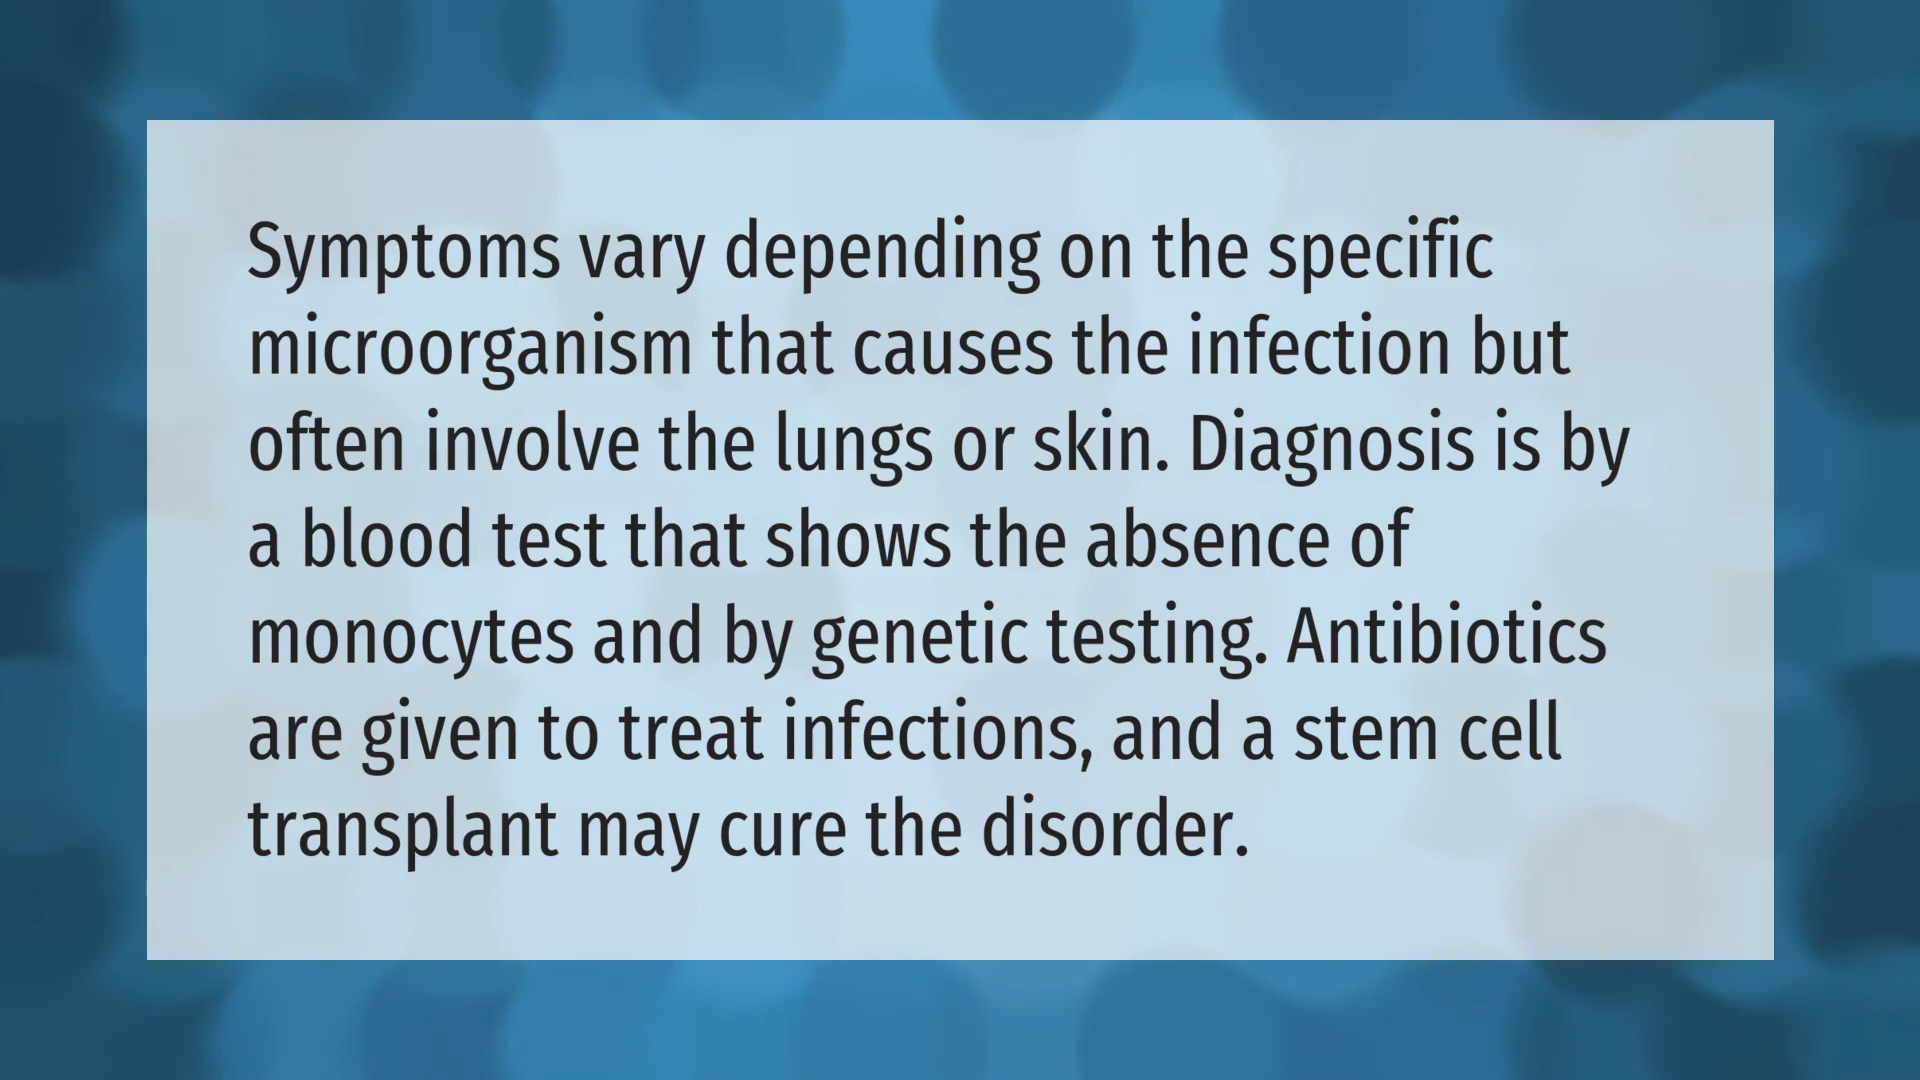 Symptoms vary depending on the specific
microorganism that causes the infection but
often involve the lungs or skin. Diagnosis is by
a blood test that shows the absence of
monocytes and by genetic testing. Antibiotics
are given to treat infections, and a stem cell
transplant may cure the disorder.